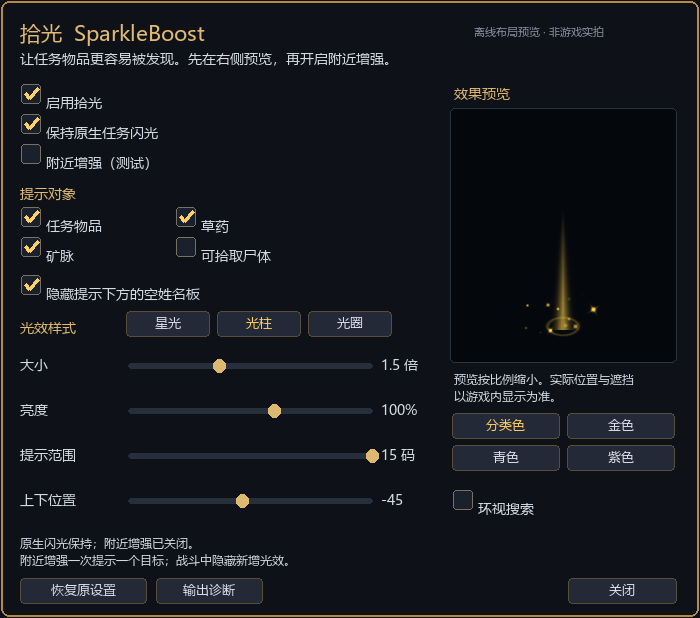 拾光 SparkleBoost
离线布局预览 · 非游戏实拍
让任务物品更容易被发现。先在右侧预览，再开启附近增强。
启用拾光
保持原生任务闪光
附近增强（测试）
提示对象
任务物品
草药
矿脉
可拾取尸体
隐藏提示下方的空姓名板
光效样式
星光
光柱
光圈
大小
1.5 倍
亮度
100%
提示范围
15 码
上下位置
-45
效果预览
预览按比例缩小。实际位置与遮挡
以游戏内显示为准。
分类色
金色
青色
紫色
环视搜索
原生闪光保持；附近增强已关闭。
附近增强一次提示一个目标；战斗中隐藏新增光效。
恢复原设置
输出诊断
关闭